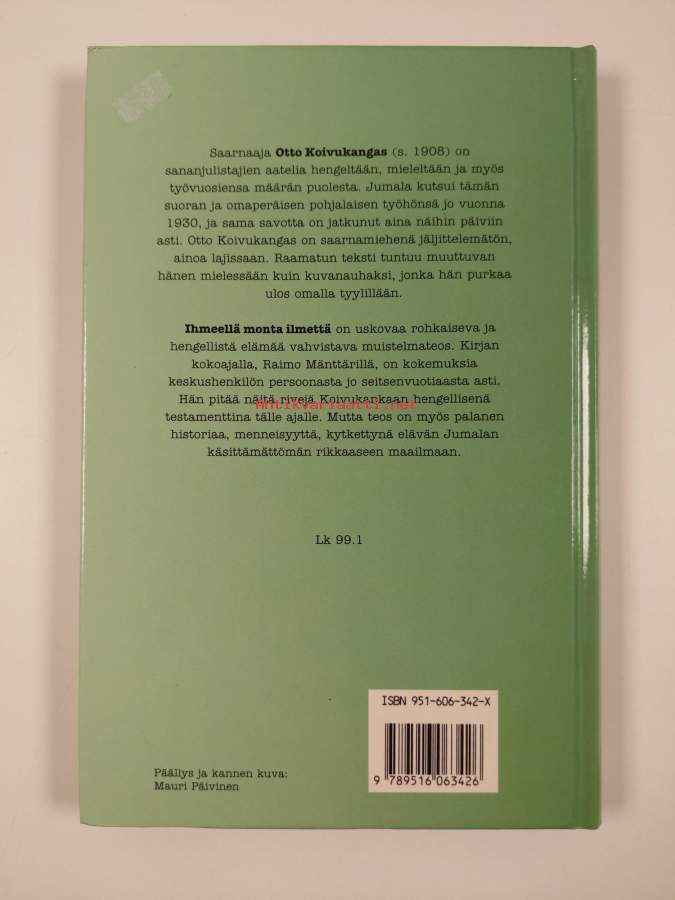 Saarnaaja Otto Koivukangas (s. 1908) on
sananjulistajien aatelia hengeltään, mieleltään ja myös
työvuosiensa määrän puolesta. Jumala kutsui tämän
suoran ja omaperäisen pohjalaisen työhönsä jo vuonna
1930, ja sama savotta on jatkunut aina näihin päiviin
asti. Otto Koivukangas on saarnamiehenä jäljittelemätön,
ainoa lajissaan. Raamatun teksti tuntuu muuttuvan
hänen mielessään kuin kuvanauhaksi, jonka hän purkaa
ulos omalla tyylillään.
Ihmeellä monta ilmettä on uskovaa rohkaiseva ja
hengellistä elämää vahvistava muistelmateos. Kirjan
kokoajalla, Raimo Mänttärillä, on kokemuksia
keskushenkilön persoonasta jo seitsenvuotiaasta asti.
Hän pitää näitä rivejä Koivukankaan hengellisenä
Antikvariaatti.net
testamenttina tälle ajalle. Mutta teos on myös palanen
historiaa, menneisyyttä, kytkettynä elävän Jumalan
käsittämättömän rikkaaseen maailmaan.
Lk 99.1
ISBN 951-606-342-X
9 789516 063426
Päällys ja kannen kuva:
Mauri Päivinen